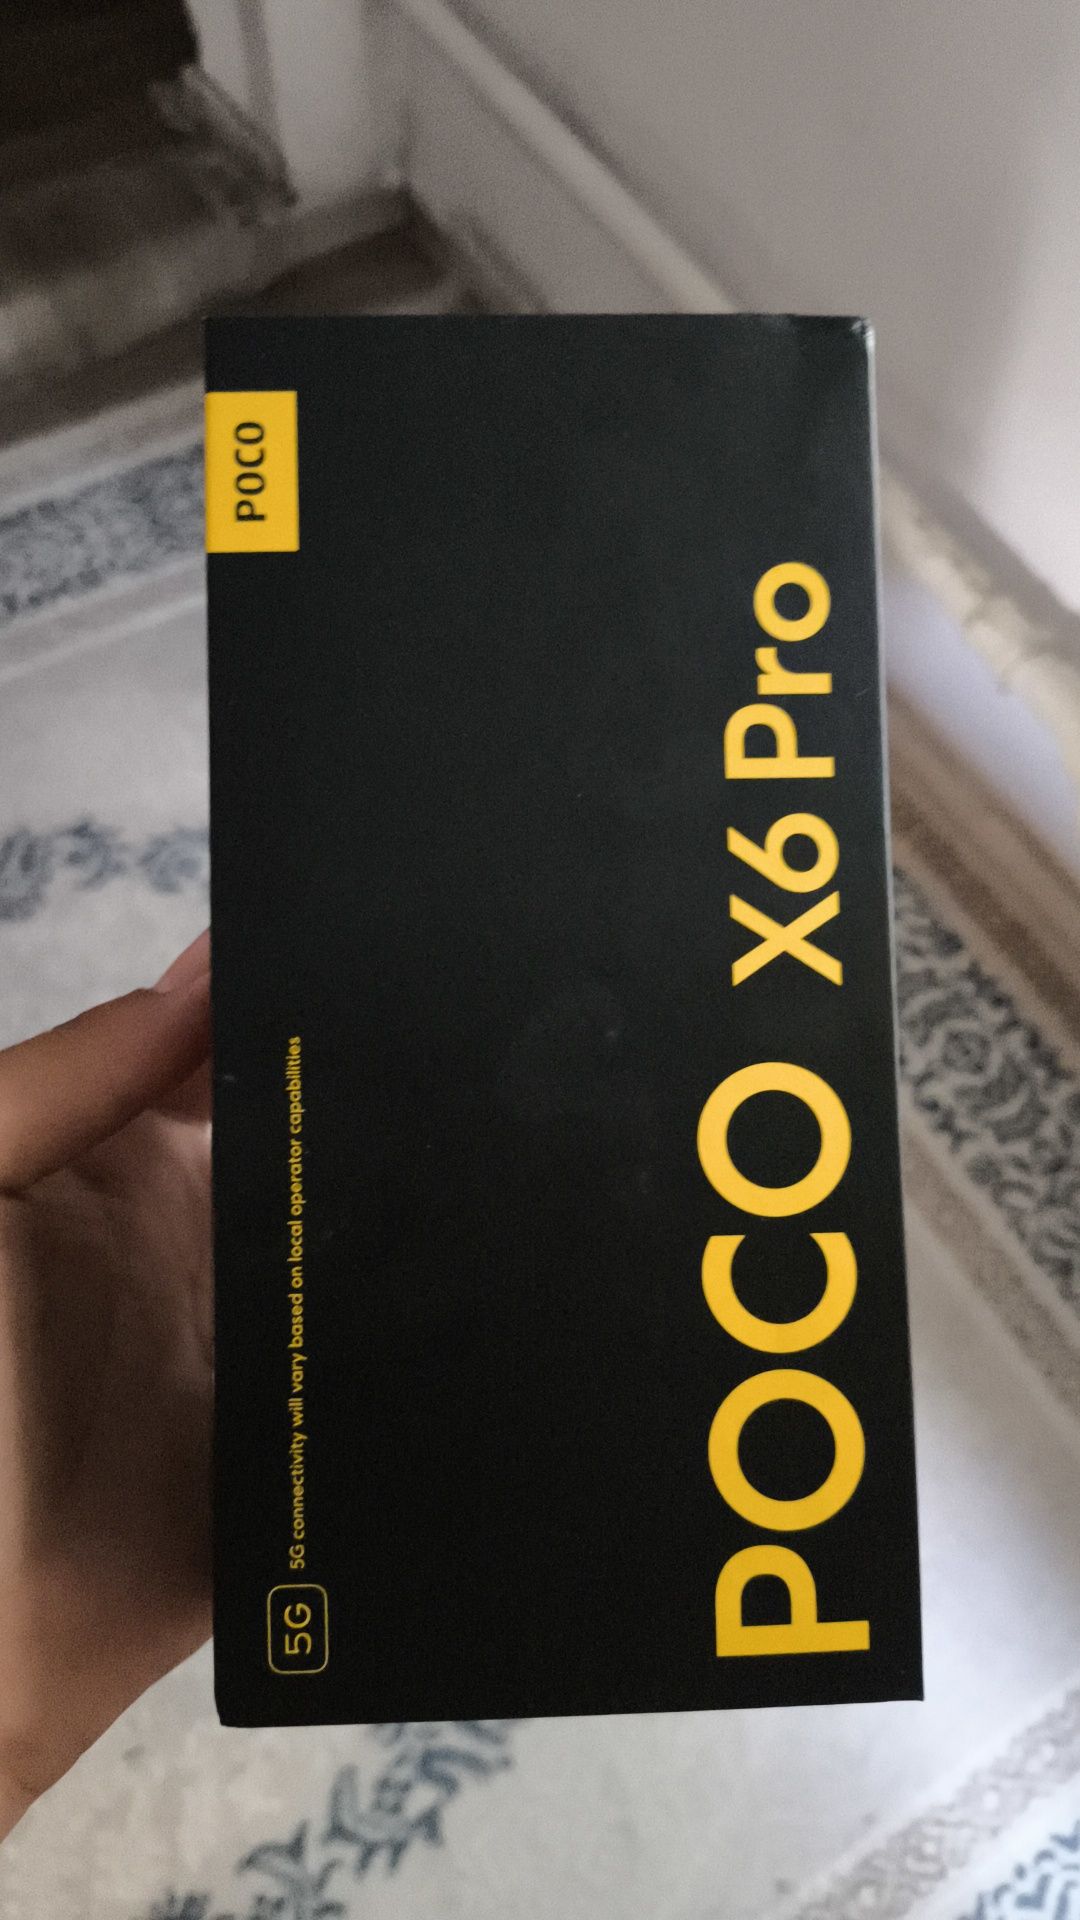 POCO
5G
5G connectivity will vary based on local operator capabilities
POCO X6 Pro